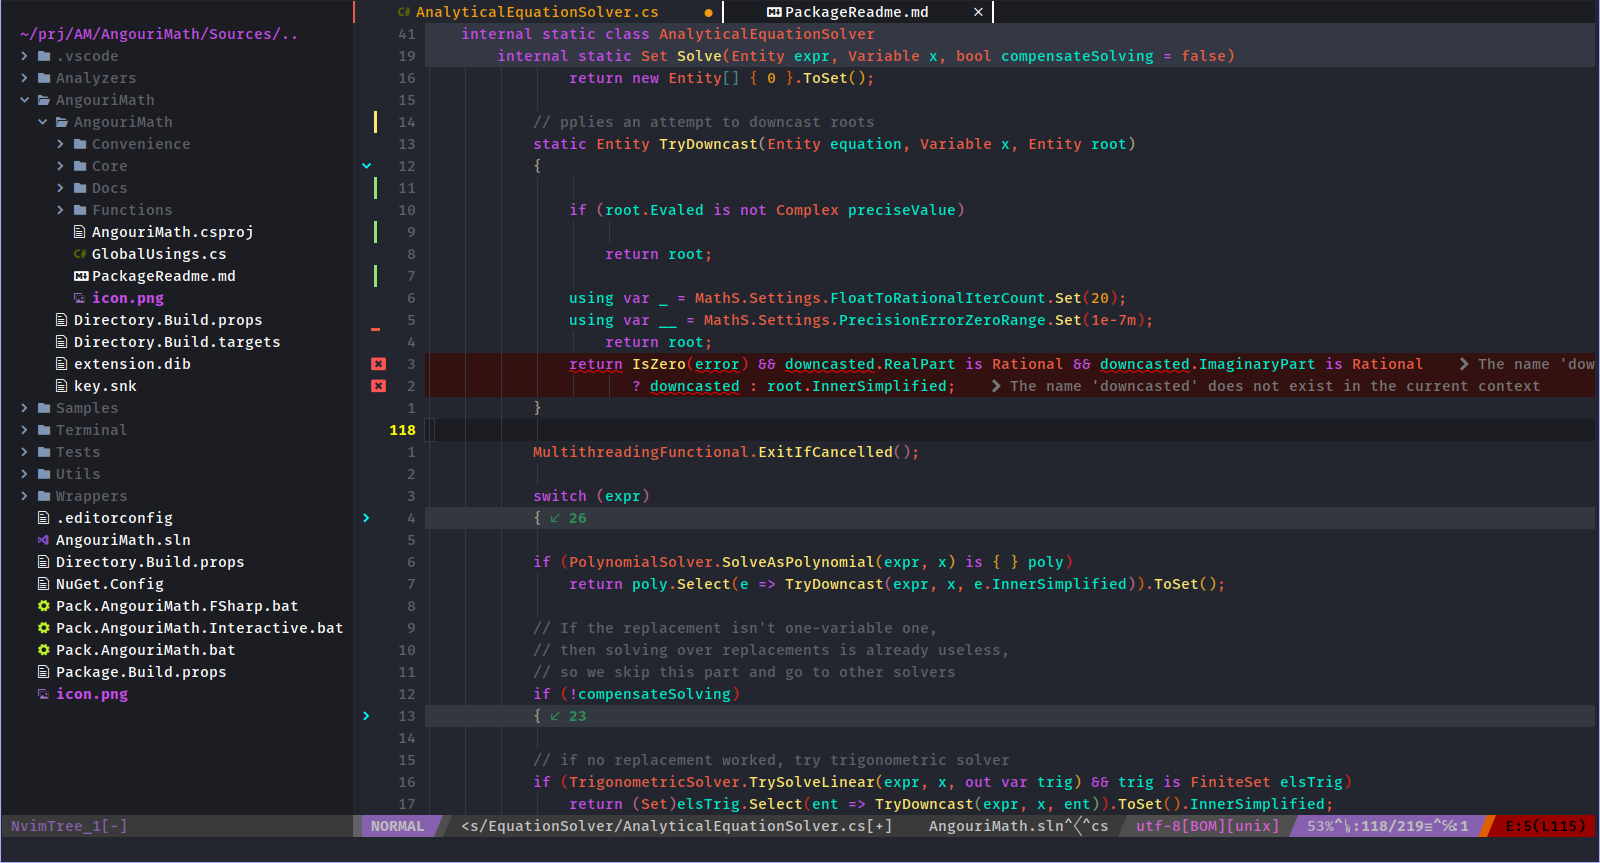 AnalyticalEquationSolver.cs
PackageReadme.md
~/prj/AM/AngouriMath/Sources/..
.vscode
Analyzers
AngouriMath
AngouriMath
Convenience
Core
Docs
Functions
AngouriMath.csproj
C# GlobalUsings.cs
PackageReadme.md
icon.png
Directory.Build.props
Directory.Build.targets
extension.dib
key.snk
Samples
Terminal
Tests
Utils
Wrappers
.editorconfig
AngouriMath.sln
Directory.Build.props
NuGet.Config
Pack.AngouriMath.FSharp.bat
Pack.AngouriMath.Interactive.bat
Pack.AngouriMath.bat
Package.Build.props
icon.png
41 internal static class AnalyticalEquationSolver
19 internal static Set Solve(Entity expr, Variable x, bool compensateSolving = false)
16 return new Entity[] { 0 }.ToSet();
15
14 // pplies an attempt to downcast roots
13 static Entity TryDowncast(Entity equation, Variable x, Entity root)
12 {
11
10 if (root.Evaled is not Complex preciseValue)
9
8 return root;
7
6 using var _ = MathS.Settings.FloatToRationalIterCount.Set(20);
5 using var __ = MathS.Settings.PrecisionErrorZeroRange.Set(1e-7m);
4 return root;
3 return IsZero(error) && downcasted.RealPart is Rational && downcasted.ImaginaryPart is Rational The name 'dow
2 ? downcasted : root.InnerSimplified; The name 'downcasted' does not exist in the current context
1 }
118
1 MultithreadingFunctional.ExitIfCancelled();
2
3 switch (expr)
4 { ↙ 26
5
6 if (PolynomialSolver.SolveAsPolynomial(expr, x) is { } poly)
7 return poly.Select(e => TryDowncast(expr, x, e.InnerSimplified)).ToSet();
8
9 // If the replacement isn't one-variable one,
10 // then solving over replacements is already useless,
11 // so we skip this part and go to other solvers
12 if (!compensateSolving)
13 { ↙ 23
14
15 // if no replacement worked, try trigonometric solver
16 if (TrigonometricSolver.TrySolveLinear(expr, x, out var trig) && trig is FiniteSet elsTrig)
17 return (Set)elsTrig.Select(ent => TryDowncast(expr, x, ent)).ToSet().InnerSimplified;
NvimTree_1[-]
NORMAL <s/EquationSolver/AnalyticalEquationSolver.cs[+] AngouriMath.sln^〈^cs utf-8[BOM][unix] 53%^㏑:118/219≡^℅:1 E:5(L115)